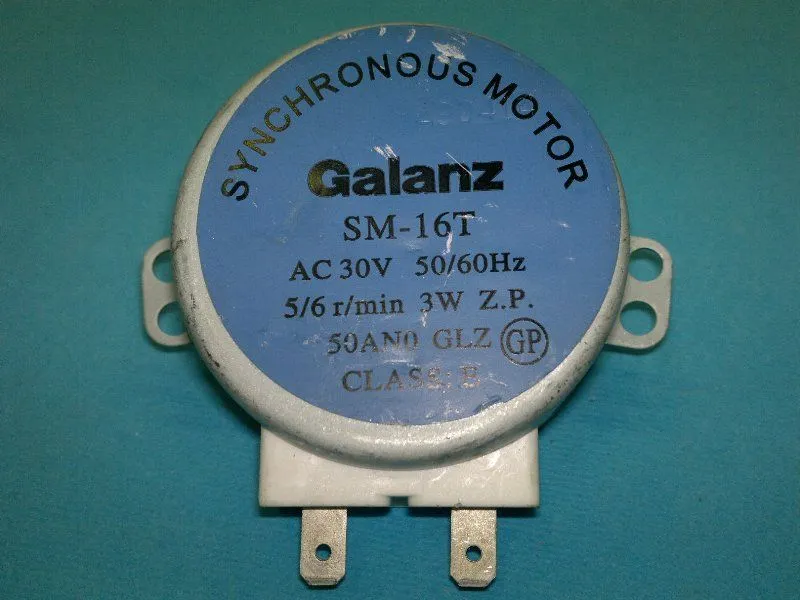 SYNCHRONOUS MOTOR
Galanz
SM-16T
AC 30V 50/60Hz
5/6 r/min 3W Z.P.
50AN0 GLZ GP
CLASS: E